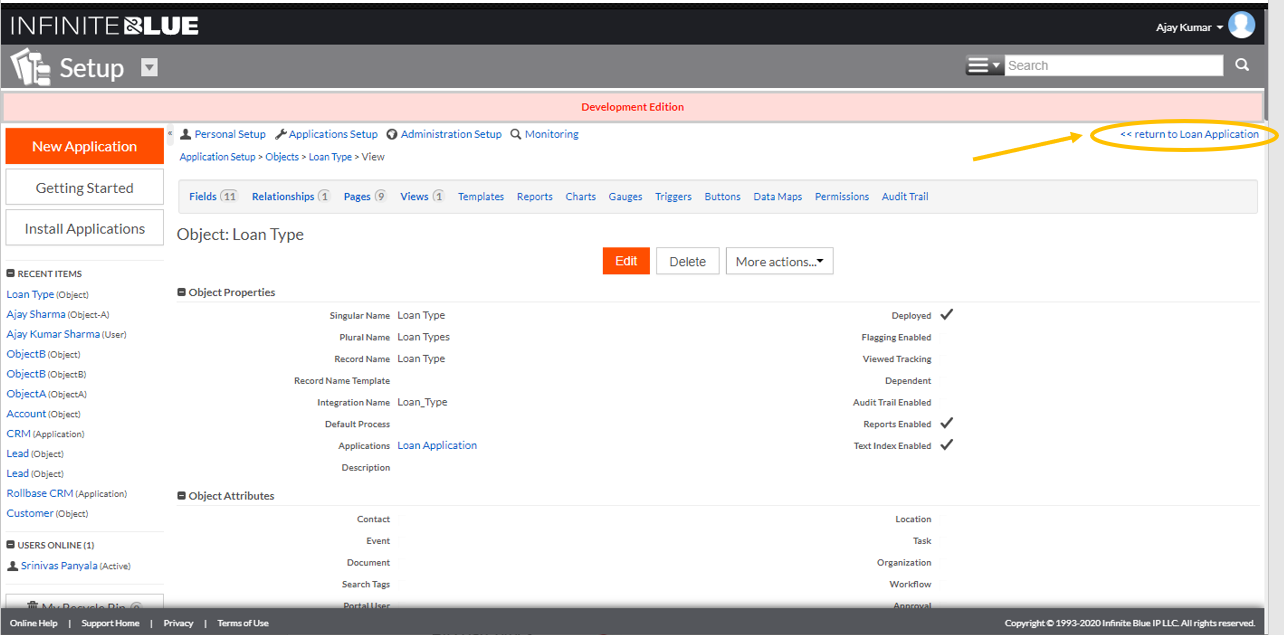 INFINITE BLUE
Ajay Kumar
Setup
Search
Development Edition
New Application
Getting Started
Install Applications
« Personal Setup Applications Setup Administration Setup Monitoring
<< return to Loan Application
Application Setup > Objects > Loan Type > View
Fields 11 Relationships 1 Pages 9 Views 1 Templates Reports Charts Gauges Triggers Buttons Data Maps Permissions Audit Trail
Object: Loan Type
Edit Delete More actions...
RECENT ITEMS
Loan Type (Object)
Ajay Sharma (Object-A)
Ajay Kumar Sharma (User)
ObjectB (Object)
ObjectB (ObjectB)
ObjectA (ObjectA)
Account (Object)
CRM (Application)
Lead (Object)
Lead (Object)
Rollbase CRM (Application)
Customer (Object)
USERS ONLINE (1)
Srinivas Panyala (Active)
My Recycle Bin
Object Properties
Singular Name Loan Type Deployed
Plural Name Loan Types Flagging Enabled
Record Name Loan Type Viewed Tracking
Record Name Template Dependent
Integration Name Loan_Type Audit Trail Enabled
Default Process Reports Enabled
Applications Loan Application Text Index Enabled
Description
Object Attributes
Contact Location
Event Task
Document Organization
Search Tags Workflow
Portal User Approval
Online Help | Support Home | Privacy | Terms of Use
Copyright © 1993-2020 Infinite Blue IP LLC. All rights reserved.